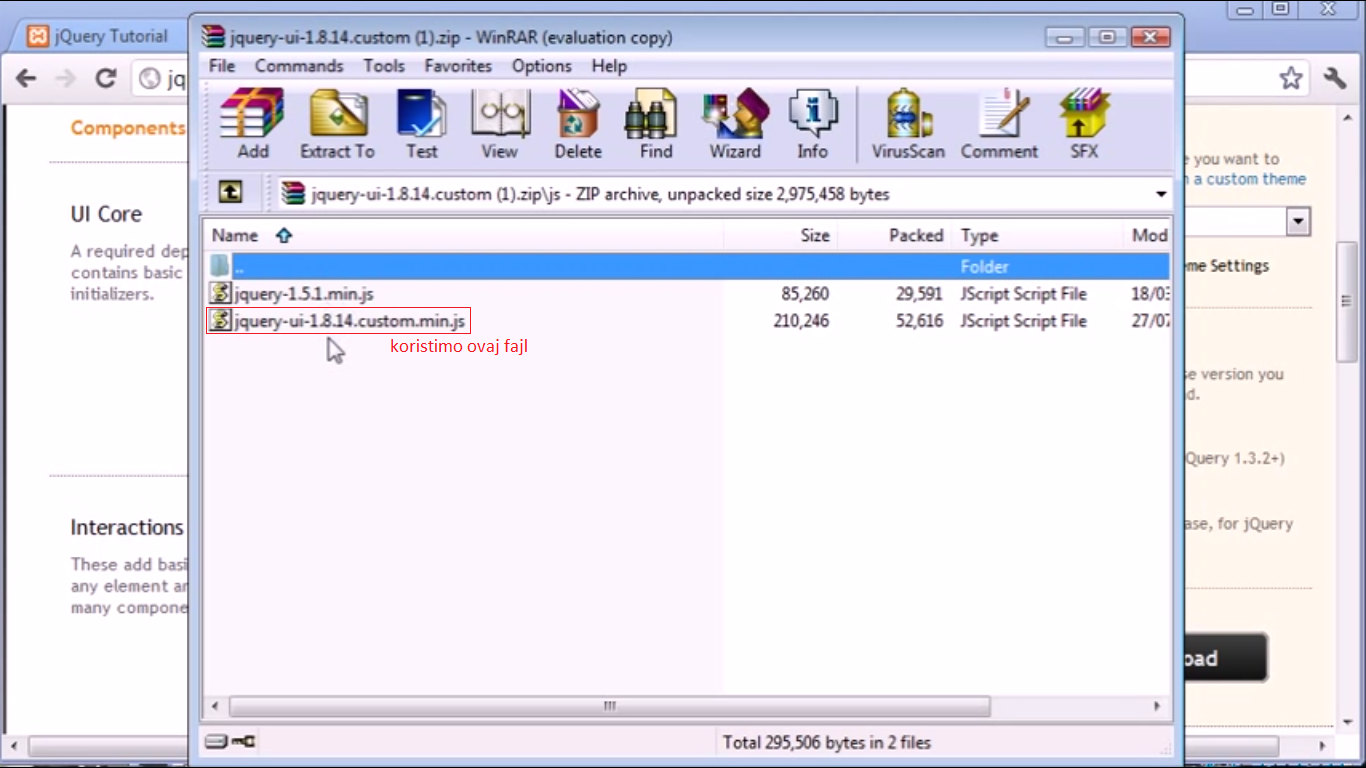 jQuery Tutorial
jquery-ui-1.8.14.custom (1).zip - WinRAR (evaluation copy)
File Commands Tools Favorites Options Help
jq
Add Extract To Test View Delete Find Wizard Info VirusScan Comment SFX
jquery-ui-1.8.14.custom (1).zip\js - ZIP archive, unpacked size 2,975,458 bytes
Name Size Packed Type Mod
.. Folder
jquery-1.5.1.min.js 85,260 29,591 JScript Script File 18/03
jquery-ui-1.8.14.custom.min.js 210,246 52,616 JScript Script File 27/07
koristimo ovaj fajl
Total 295,506 bytes in 2 files
Components
UI Core
A required dep
contains basic
initializers.
Interactions
These add basi
any element an
many compone
e you want to
a custom theme
me Settings
se version you
d.
Query 1.3.2+)
ase, for jQuery
oad